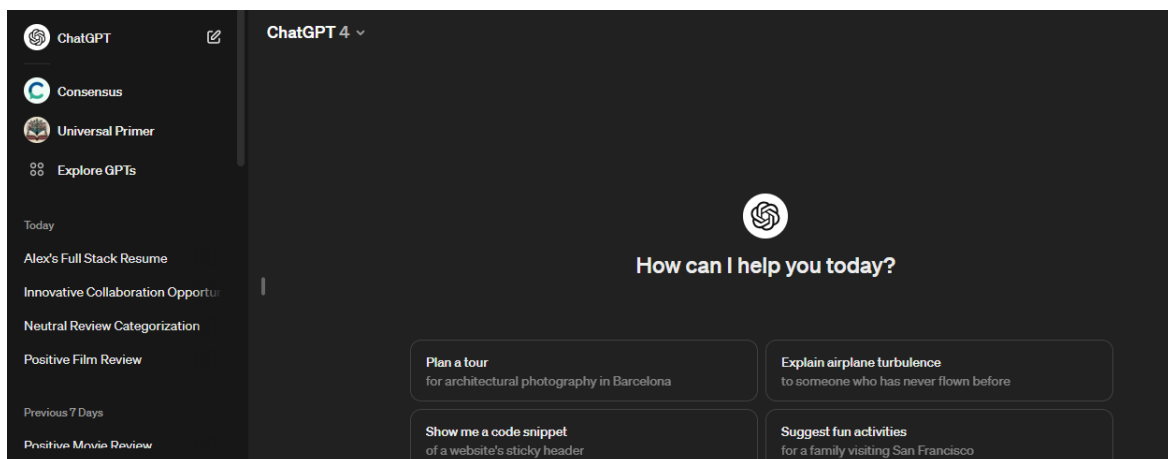 ChatGPT
Consensus
Universal Primer
Explore GPTs
Today
Alex's Full Stack Resume
Innovative Collaboration Opportu
Neutral Review Categorization
Positive Film Review
Previous 7 Days
Positive Movie Review
ChatGPT 4
How can I help you today?
Plan a tour
for architectural photography in Barcelona
Explain airplane turbulence
to someone who has never flown before
Show me a code snippet
of a website's sticky header
Suggest fun activities
for a family visiting San Francisco